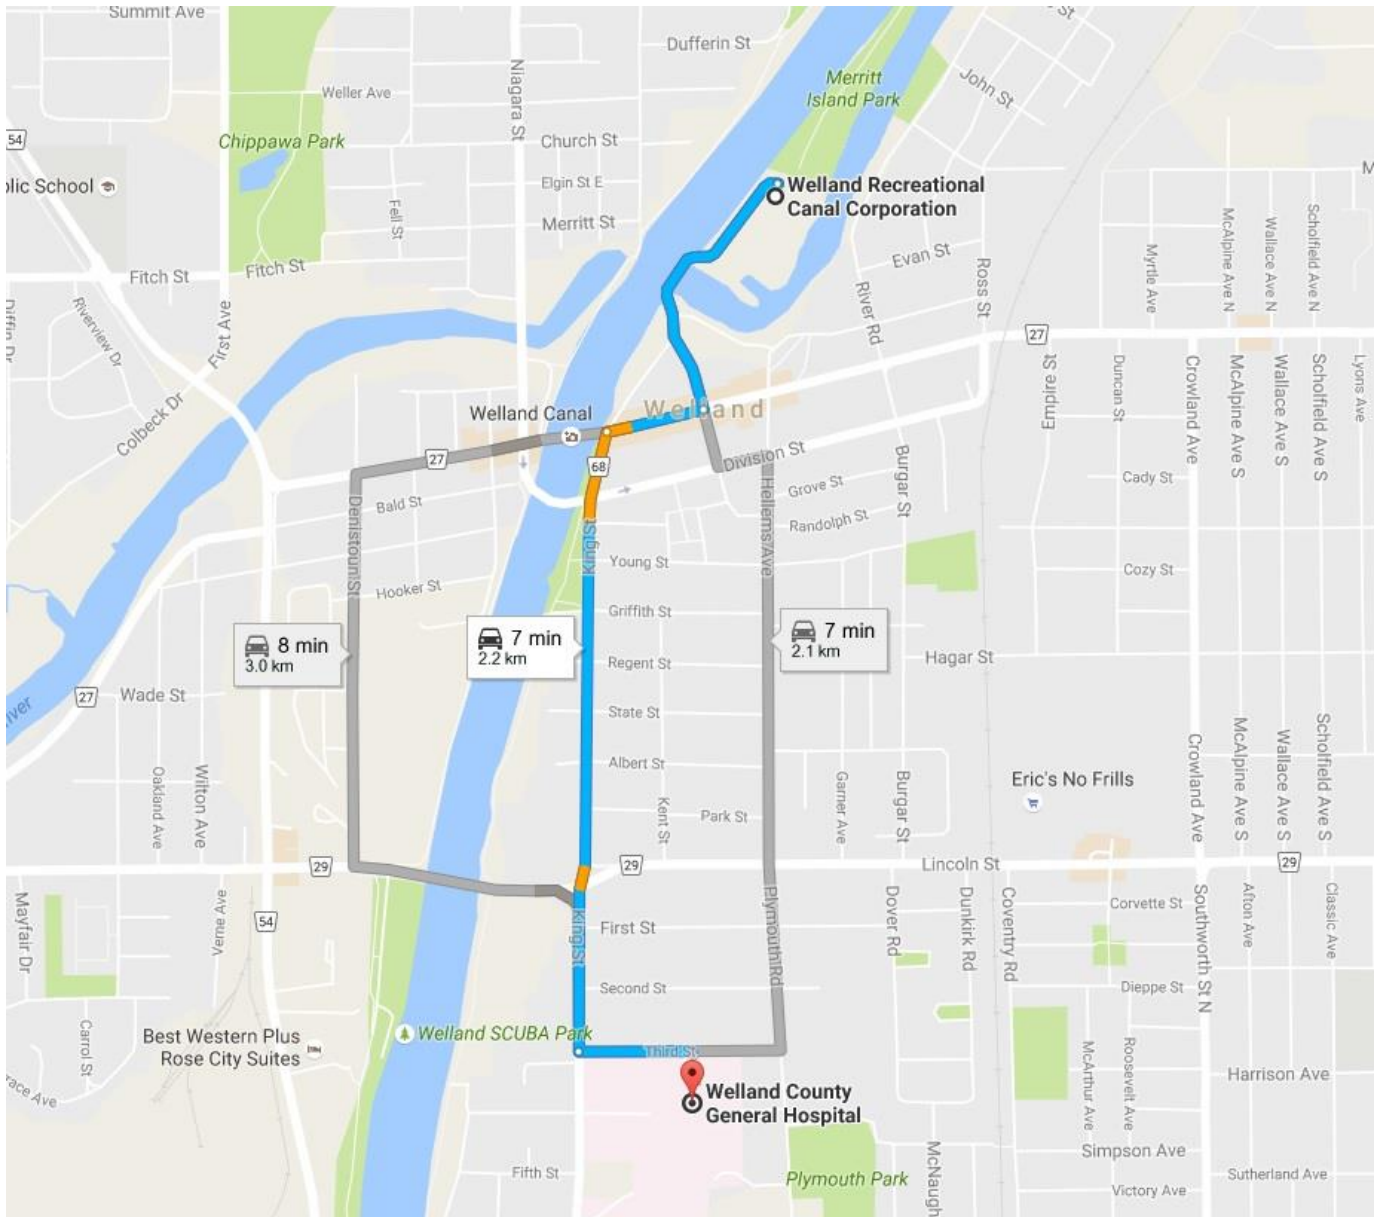 Summit Ave
Dufferin St
Weller Ave
Niagara St
Merritt
Island Park
John St
54
Chippawa Park
Church St
Elgin St E
Merritt St
Fell St
Welland Recreational
Canal Corporation
McAlpine Ave N
Wallace Ave N
Scholfield Ave N
Myrtle Ave
Fitch St
Fitch St
Evan St
Ross St
River Rd
Riverview Dr
First Ave
Colbeck Dr
27
Empire St
Duncan St
Crowland Ave
McAlpine Ave S
Wallace Ave S
Scholfield Ave S
Lyons Ave
Welland Canal
Welland
27
68
Division St
Burgar St
Cady St
Denistoun St
Bald St
Grove St
Randolph St
Hellems Ave
King St
Young St
Cozy St
Hooker St
Griffith St
8 min
3.0 km
7 min
2.2 km
7 min
2.1 km
Regent St
Hagar St
27
Wade St
State St
Albert St
Oakland Ave
Wilton Ave
Kent St
Park St
Garner Ave
Burgar St
Eric's No Frills
Crowland Ave
McAlpine Ave S
Wallace Ave S
Scholfield Ave S
29
29
Lincoln St
29
Mayfair Dr
Verne Ave
54
King St
First St
Plymouth Rd
Dover Rd
Dunkirk Rd
Coventry Rd
Corvette St
Southworth St N
Afton Ave
Classic Ave
Second St
Dieppe St
Carrol St
Best Western Plus
Rose City Suites
Welland SCUBA Park
Third St
McArthur Ave
Roosevelt Ave
Harrison Ave
Welland County
General Hospital
Fifth St
Plymouth Park
McNaugh
Simpson Ave
Sutherland Ave
Victory Ave